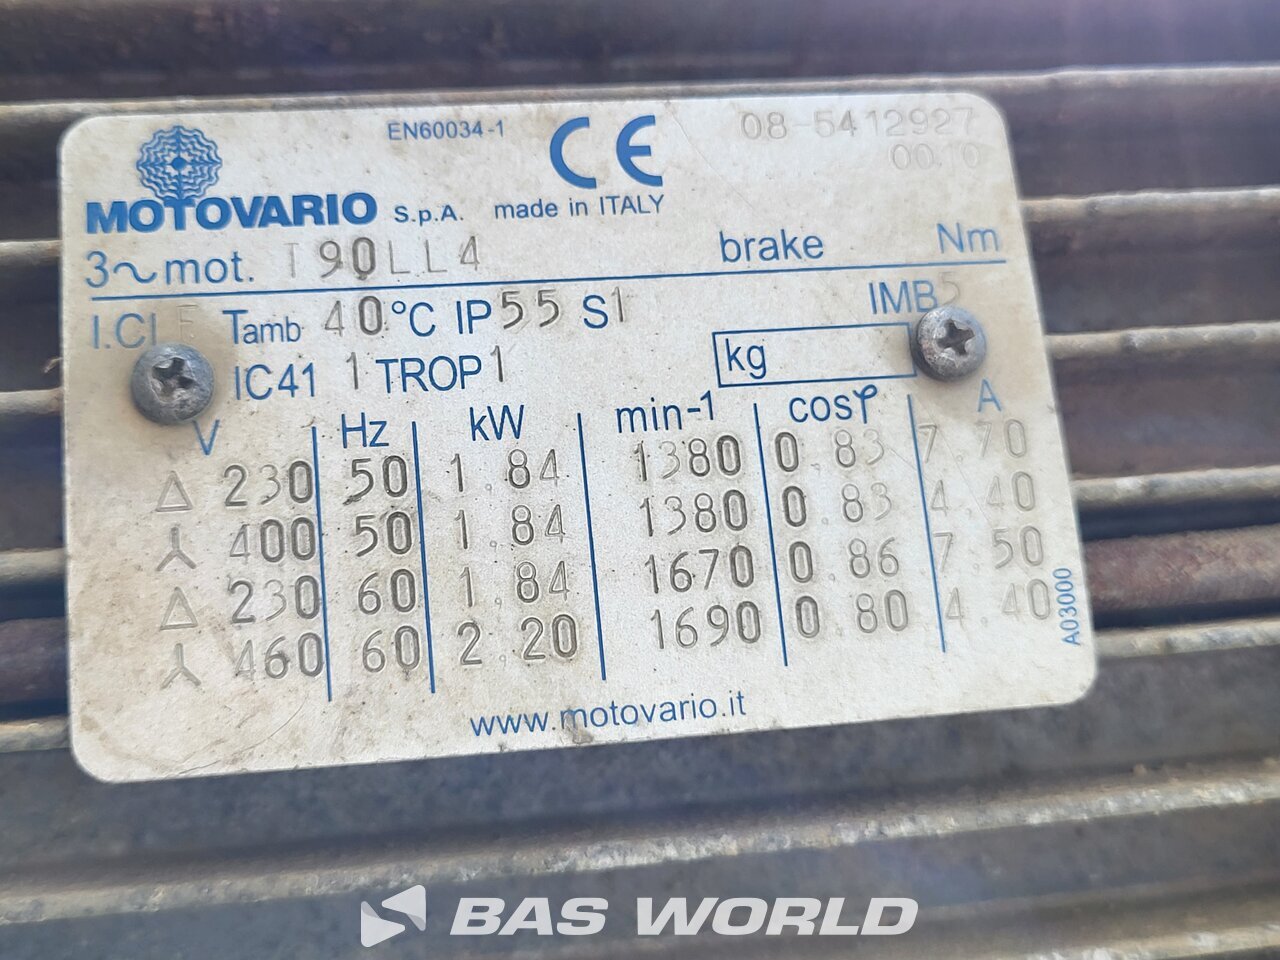 EN60034-1
CE
08-5412927
00.10
MOTOVARIO S.p.A. made in ITALY
3~mot. T90LL4 brake Nm
I.Cl F Tamb 40°C IP55 S1 IMB5
IC41 1 TROP1 kg
V Hz kW min-1 cosφ A
Δ 230 50 1.84 1380 0.83 7.70
⅄ 400 50 1.84 1380 0.83 4.40
Δ 230 60 1.84 1670 0.86 7.50
⅄ 460 60 2.20 1690 0.80 4.40
A03000
www.motovario.it
BAS WORLD